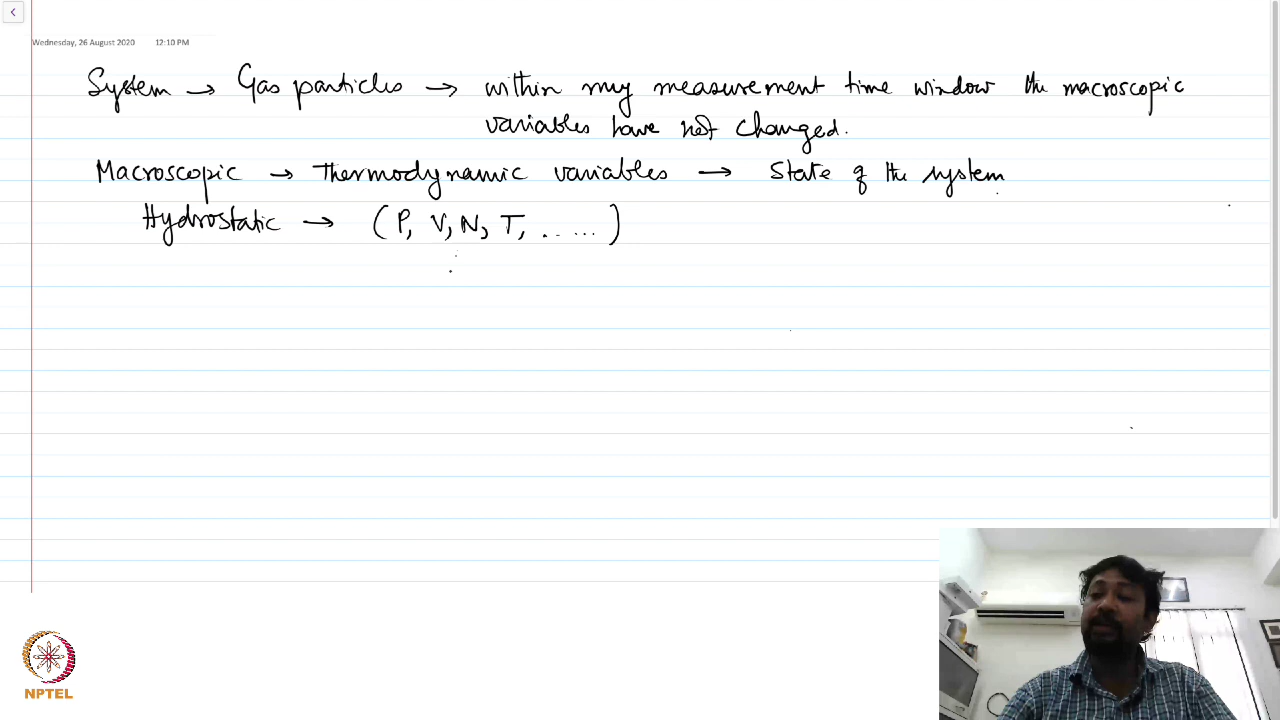 Wednesday, 26 August 2020 12:10 PM
System → Gas particles → within my measurement time window the macroscopic
variables have not changed.
Macroscopic → Thermodynamic variables → State of the system
Hydrostatic → (P, V, N, T, ......)
NPTEL